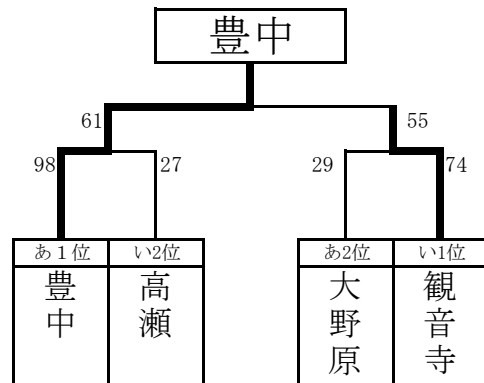 豊中
61 55
98 27 29 74
あ１位 い2位 あ2位 い1位
豊中 高瀬 大野原 観音寺